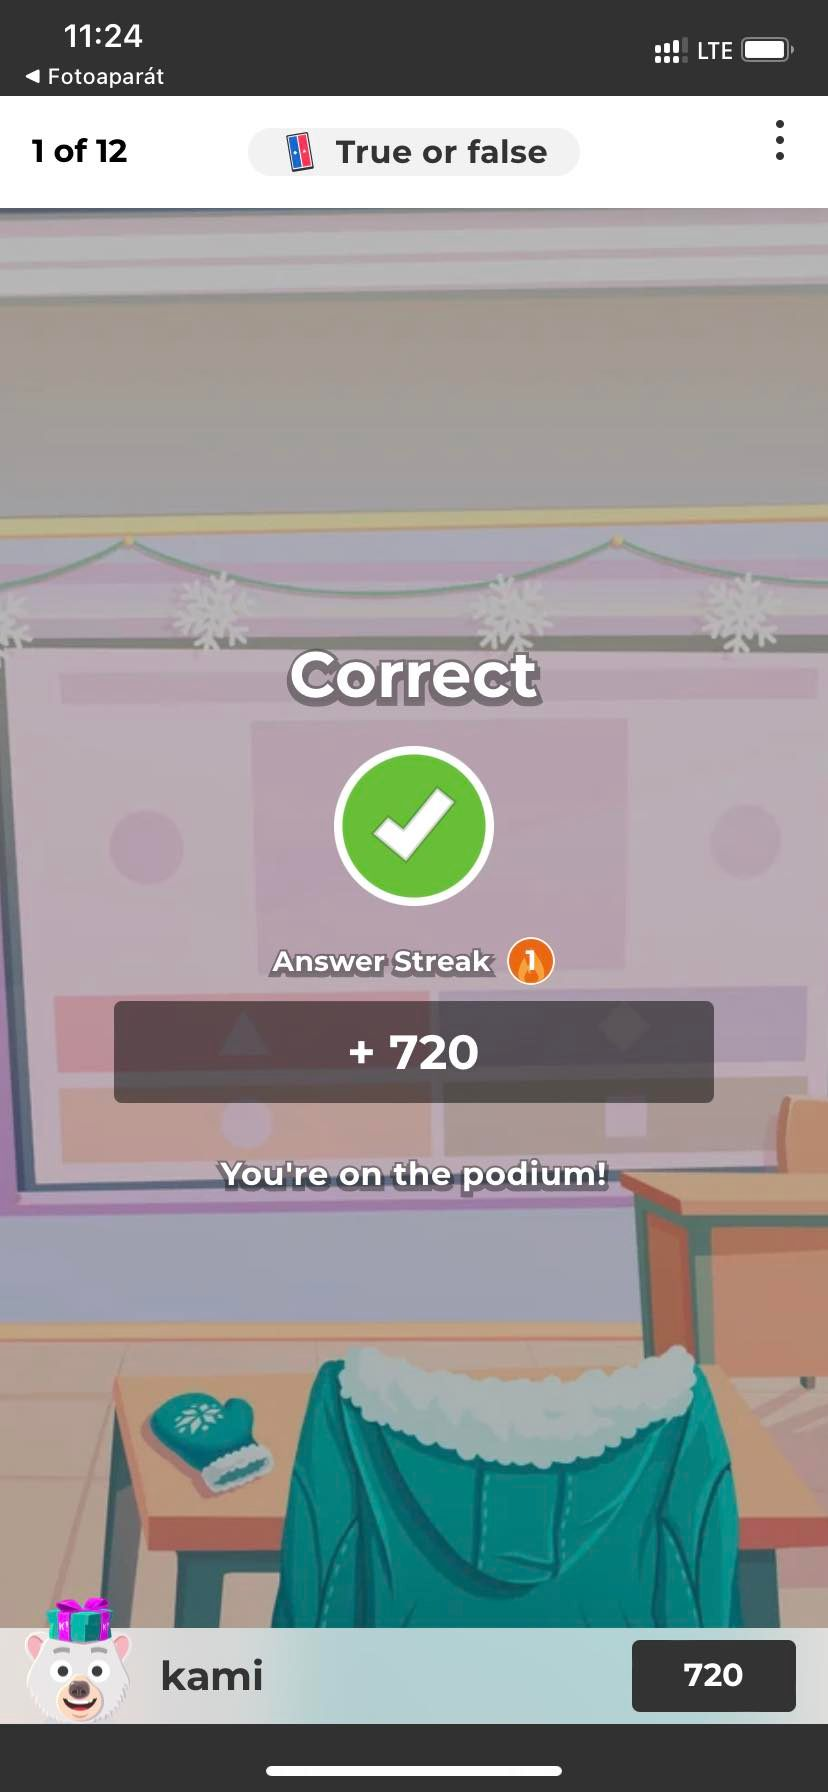 11:24
LTE
◀ Fotoaparát
1 of 12
True or false
Correct
Answer Streak 1
+ 720
You're on the podium!
kami
720